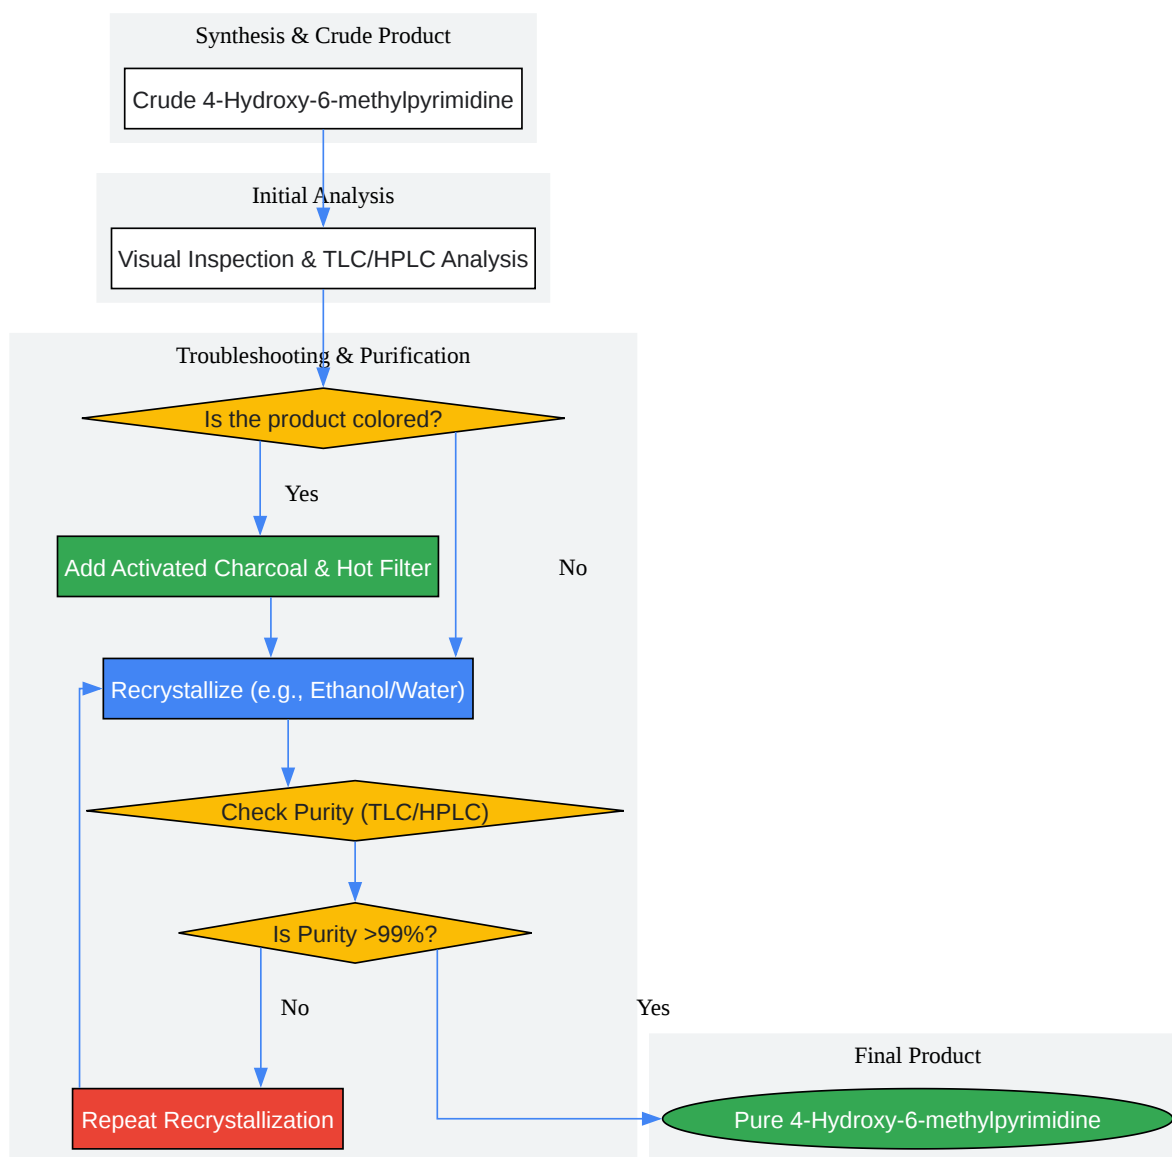 Synthesis & Crude Product
Crude 4-Hydroxy-6-methylpyrimidine
Initial Analysis
Visual Inspection & TLC/HPLC Analysis
Troubleshooting & Purification
Is the product colored?
Yes
Add Activated Charcoal & Hot Filter
No
Recrystallize (e.g., Ethanol/Water)
Check Purity (TLC/HPLC)
Is Purity >99%?
No
Yes
Final Product
Repeat Recrystallization
Pure 4-Hydroxy-6-methylpyrimidine